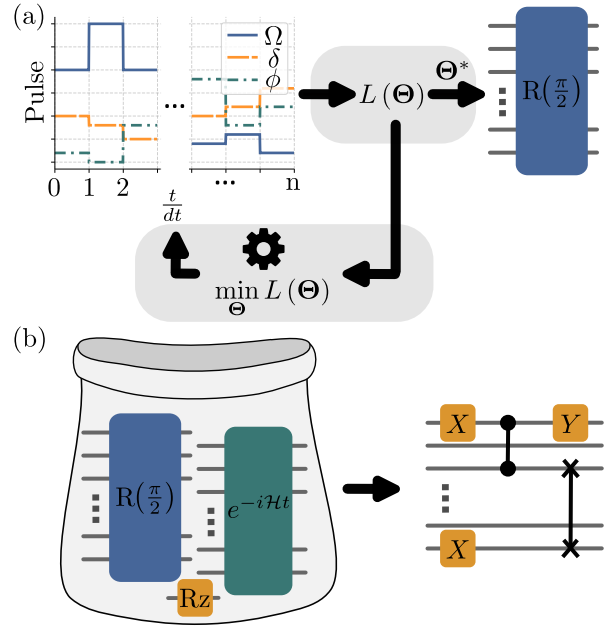 (a)
Ω
δ
ϕ
Pulse
...
0 1 2 ... n
t/dt
L (Θ)
Θ*
R(π/2)
min L (Θ)
Θ
(b)
R(π/2)
e^{-iℋt}
Rz
X
Y
X